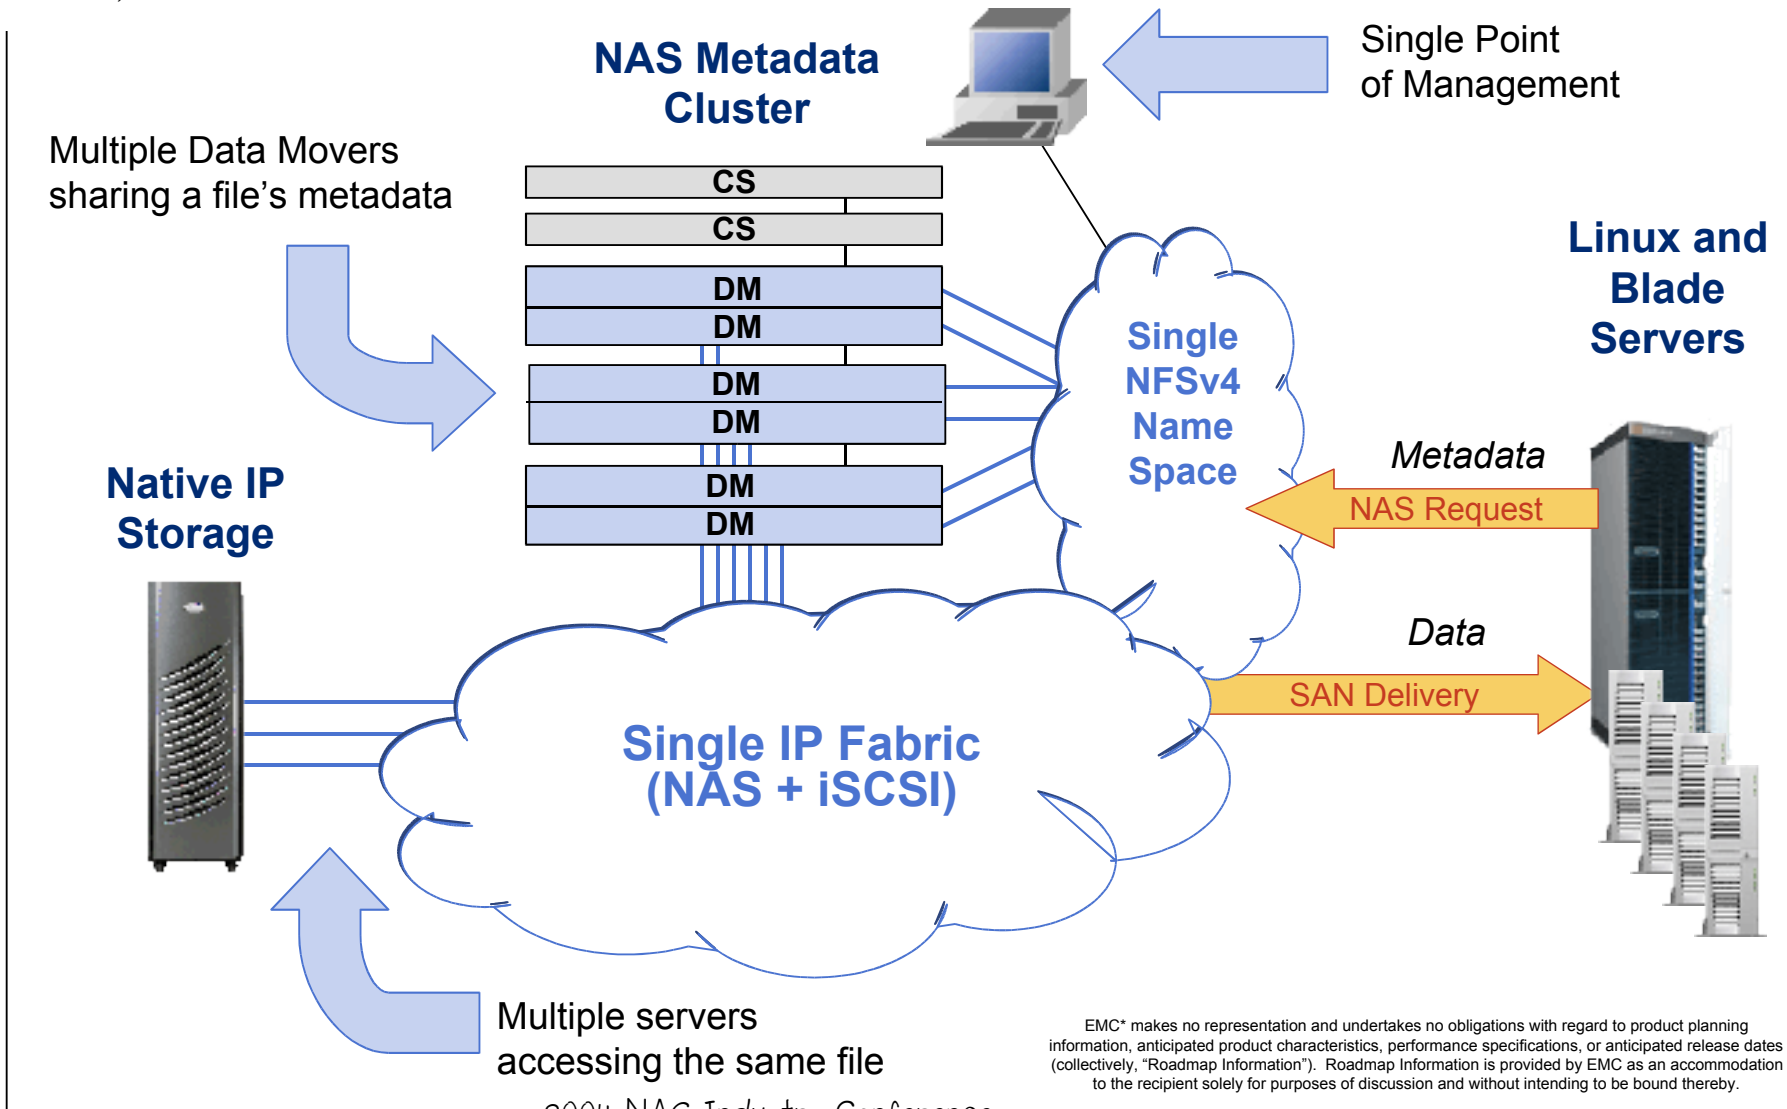 NAS Metadata
Cluster
Single Point
of Management
Multiple Data Movers
sharing a file's metadata
CS
CS
DM
DM
DM
DM
DM
DM
Single
NFSv4
Name
Space
Linux and
Blade
Servers
Native IP
Storage
Metadata
NAS Request
Data
SAN Delivery
Single IP Fabric
(NAS + iSCSI)
Multiple servers
accessing the same file
EMC* makes no representation and undertakes no obligations with regard to product planning
information, anticipated product characteristics, performance specifications, or anticipated release dates
(collectively, “Roadmap Information”). Roadmap Information is provided by EMC as an accommodation
to the recipient solely for purposes of discussion and without intending to be bound thereby.
2004 NAS Industry Conference